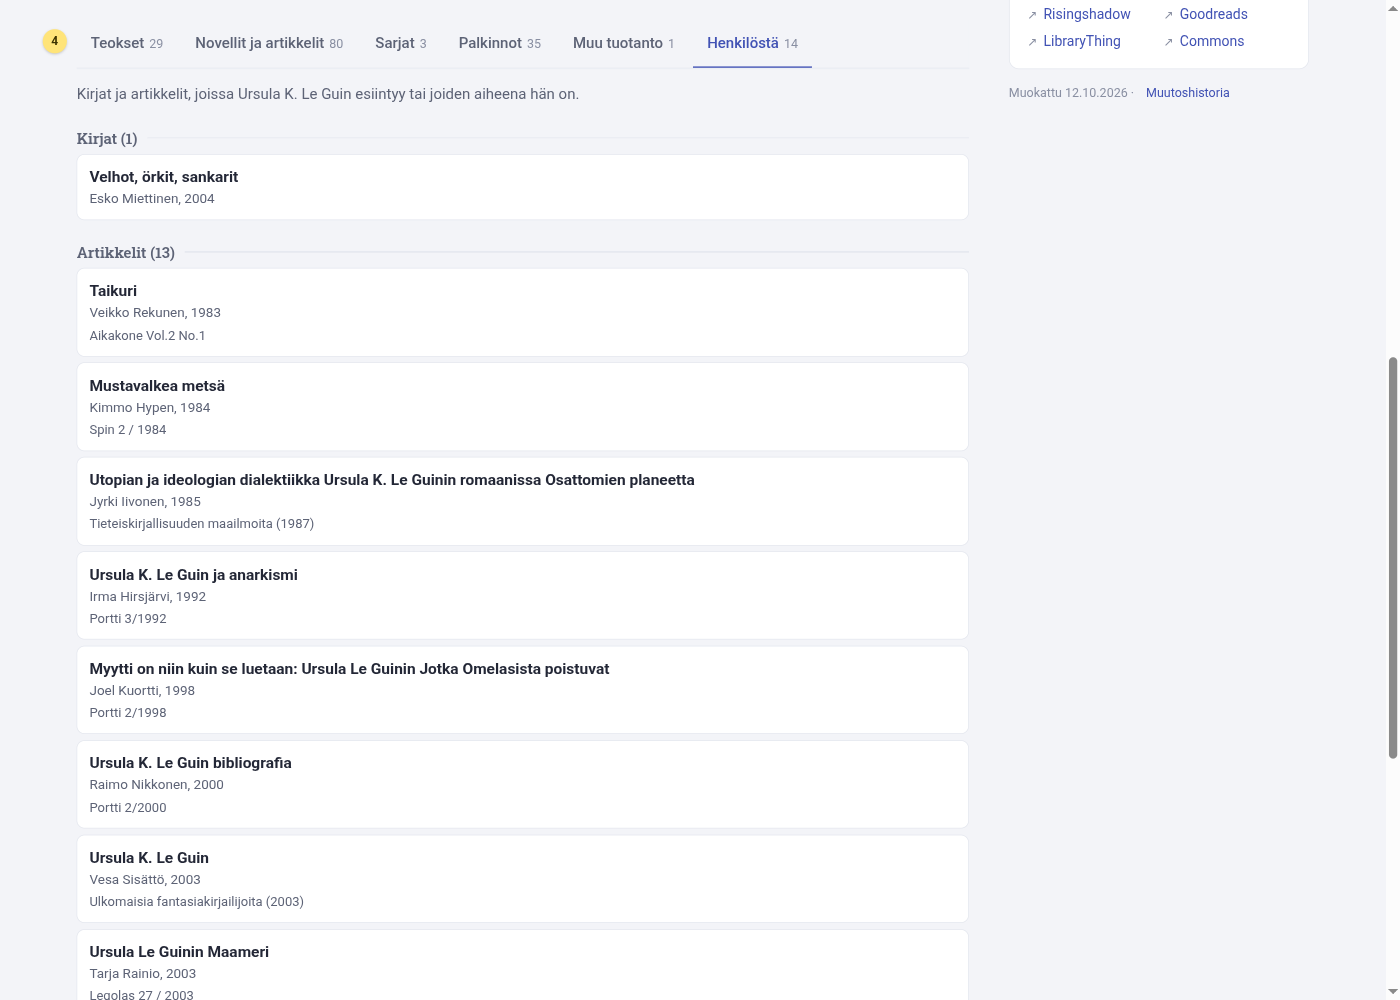 4
Teokset 29 Novellit ja artikkelit 80 Sarjat 3 Palkinnot 35 Muu tuotanto 1 Henkilöstä 14
Kirjat ja artikkelit, joissa Ursula K. Le Guin esiintyy tai joiden aiheena hän on.
Kirjat (1)
Velhot, örkit, sankarit
Esko Miettinen, 2004
Artikkelit (13)
Taikuri
Veikko Rekunen, 1983
Aikakone Vol.2 No.1
Mustavalkea metsä
Kimmo Hypen, 1984
Spin 2 / 1984
Utopian ja ideologian dialektiikka Ursula K. Le Guinin romaanissa Osattomien planeetta
Jyrki Iivonen, 1985
Tieteiskirjallisuuden maailmoita (1987)
Ursula K. Le Guin ja anarkismi
Irma Hirsjärvi, 1992
Portti 3/1992
Myytti on niin kuin se luetaan: Ursula Le Guinin Jotka Omelasista poistuvat
Joel Kuortti, 1998
Portti 2/1998
Ursula K. Le Guin bibliografia
Raimo Nikkonen, 2000
Portti 2/2000
Ursula K. Le Guin
Vesa Sisättö, 2003
Ulkomaisia fantasiakirjailijoita (2003)
Ursula Le Guinin Maameri
Tarja Rainio, 2003
Legolas 27 / 2003
↗ Risingshadow ↗ Goodreads
↗ LibraryThing ↗ Commons
Muokattu 12.10.2026 · Muutoshistoria